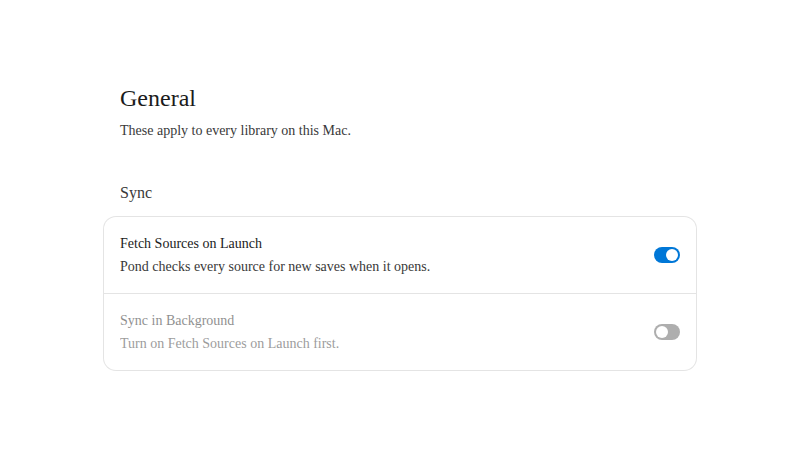 General
These apply to every library on this Mac.
Sync
Fetch Sources on Launch
Pond checks every source for new saves when it opens.
Sync in Background
Turn on Fetch Sources on Launch first.